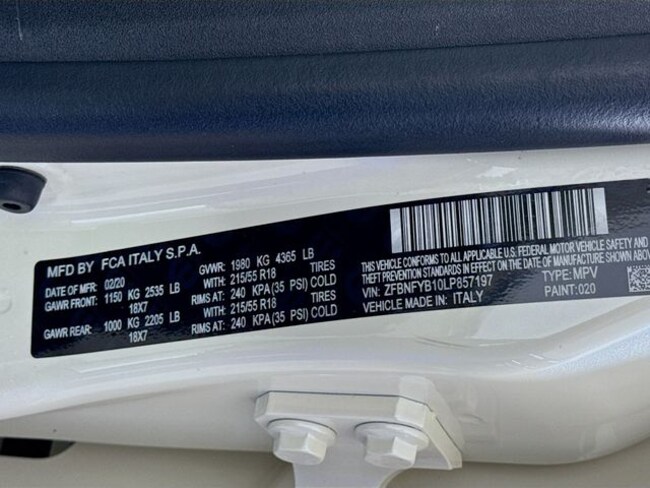 MFD BY FCA ITALY S.P.A.
DATE OF MFR: 02/20 GVWR: 1980 KG 4365 LB
GAWR FRONT: 1150 KG 2535 LB WITH: 215/55 R18 TIRES
18X7 RIMS AT: 240 KPA (35 PSI) COLD
GAWR REAR: 1000 KG 2205 LB WITH: 215/55 R18 TIRES
18X7 RIMS AT: 240 KPA (35 PSI) COLD
THIS VEHICLE CONFORMS TO ALL APPLICABLE U.S. FEDERAL MOTOR VEHICLE SAFETY AND
THEFT PREVENTION STANDARDS IN EFFECT ON THE DATE OF MANUFACTURE SHOWN ABOVE
VIN: ZFBNFYB10LP857197 TYPE: MPV
VEHICLE MADE IN: ITALY PAINT: 020